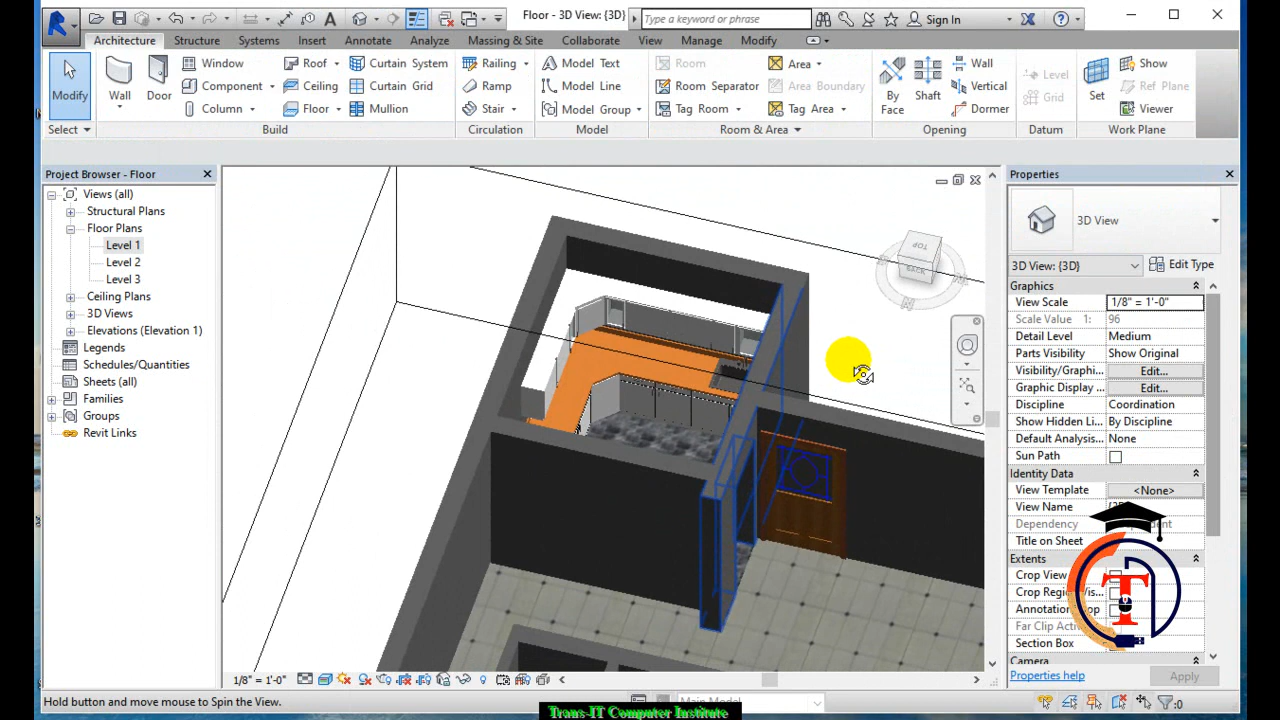 Floor - 3D View: {3D}
Type a keyword or phrase
Sign In
Architecture Structure Systems Insert Annotate Analyze Massing & Site Collaborate View Manage Modify
Modify
Wall
Door
Window
Component
Column
Roof
Ceiling
Floor
Curtain System
Curtain Grid
Mullion
Railing
Ramp
Stair
Model Text
Model Line
Model Group
Room
Room Separator
Tag Room
Area
Area Boundary
Tag Area
By
Face
Shaft
Wall
Vertical
Dormer
Level
Grid
Set
Show
Ref Plane
Viewer
Select Build Circulation Model Room & Area Opening Datum Work Plane
Project Browser - Floor
Views (all)
Structural Plans
Floor Plans
Level 1
Level 2
Level 3
Ceiling Plans
3D Views
Elevations (Elevation 1)
Legends
Schedules/Quantities
Sheets (all)
Families
Groups
Revit Links
TOP
Properties
3D View
3D View: {3D}
Edit Type
Graphics
View Scale 1/8" = 1'-0"
Scale Value 1: 96
Detail Level Medium
Parts Visibility Show Original
Visibility/Graphi... Edit...
Graphic Display ... Edit...
Discipline Coordination
Show Hidden Li... By Discipline
Default Analysis... None
Sun Path
Identity Data
View Template <None>
View Name
Dependency
Title on Sheet
Extents
Crop View
Far Clip Acti
Section Box
Camera
Properties help
Apply
1/8" = 1'-0"
Hold button and move mouse to Spin the View.
Main Model
:0
Trans-IT Computer Institute